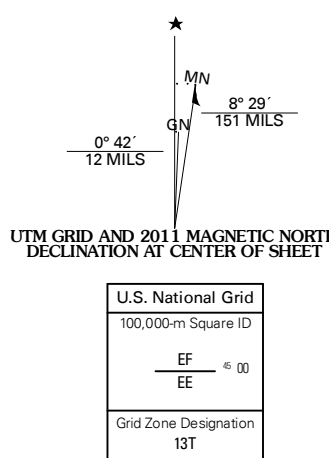 ★
MN
GN
8° 29´
151 MILS
0° 42´
12 MILS
UTM GRID AND 2011 MAGNETIC NORTH
DECLINATION AT CENTER OF SHEET
U.S. National Grid
100,000-m Square ID
EF
45 00
EE
Grid Zone Designation
13T